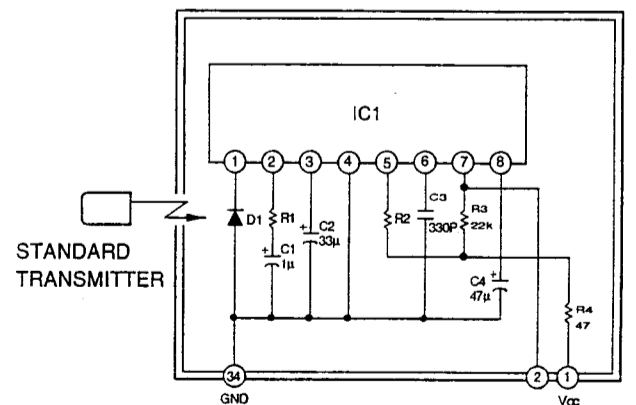 IC1
1 2 3 4 5 6 7 8
D1
R1
+ C1
1μ
+ C2
33μ
R2
C3
330P
R3
22k
C4 +
47μ
R4
47
STANDARD
TRANSMITTER
34 2 1
GND Vcc